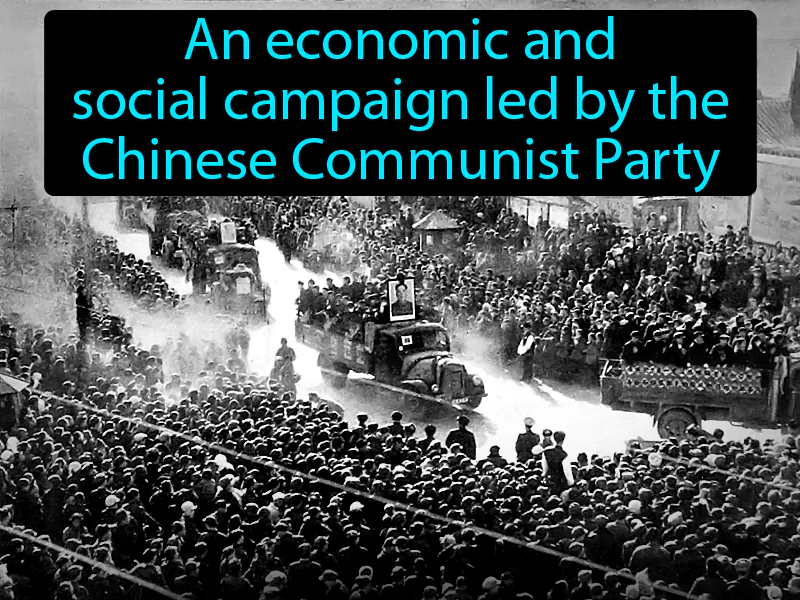 An economic and
social campaign led by the
Chinese Communist Party